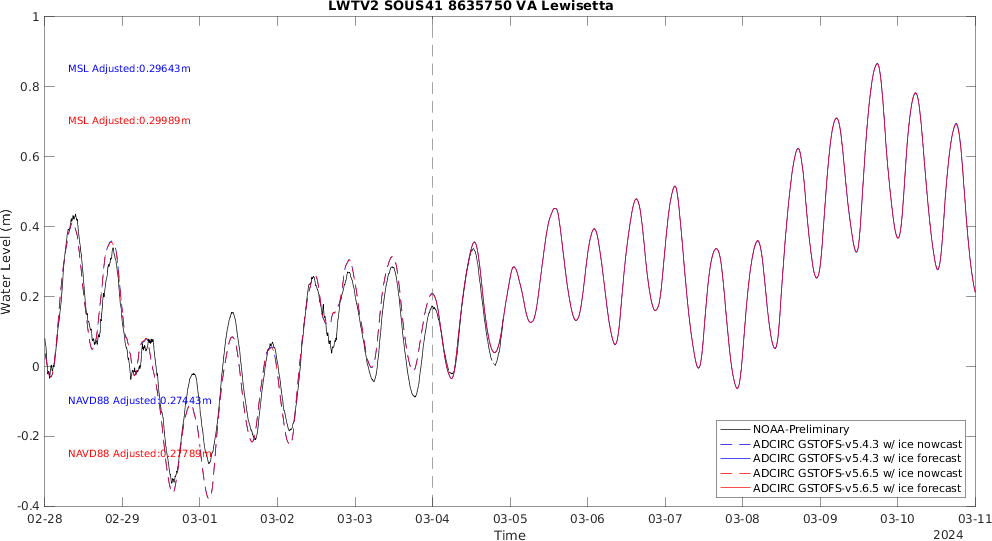 LWTV2 SOUS41 8635750 VA Lewisetta
1
0.8
0.6
0.4
0.2
0
-0.2
-0.4
Water Level (m)
MSL Adjusted:0.29643m
MSL Adjusted:0.29989m
NAVD88 Adjusted:0.27443m
NAVD88 Adjusted:0.27789m
NOAA-Preliminary
ADCIRC GSTOFS-v5.4.3 w/ ice nowcast
ADCIRC GSTOFS-v5.4.3 w/ ice forecast
ADCIRC GSTOFS-v5.6.5 w/ ice nowcast
ADCIRC GSTOFS-v5.6.5 w/ ice forecast
02-28 02-29 03-01 03-02 03-03 03-04 03-05 03-06 03-07 03-08 03-09 03-10 03-11
Time
2024